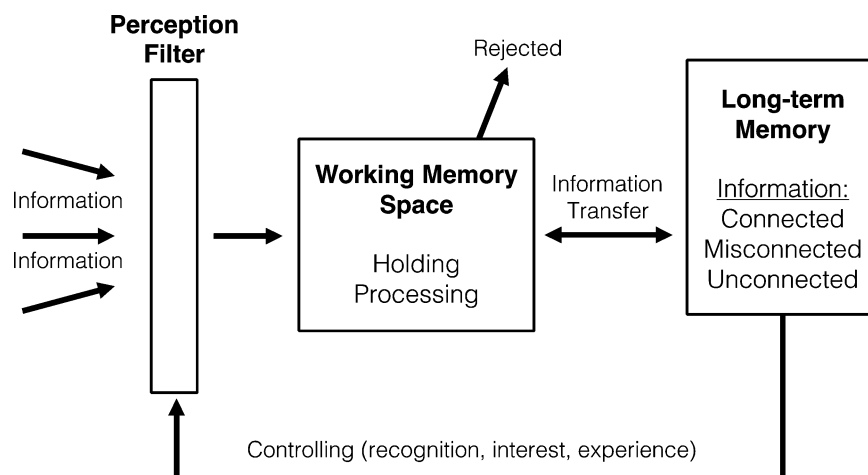 Perception
Filter
Information
Information
Rejected
Working Memory
Space
Holding
Processing
Information
Transfer
Long-term
Memory
Information:
Connected
Misconnected
Unconnected
Controlling (recognition, interest, experience)